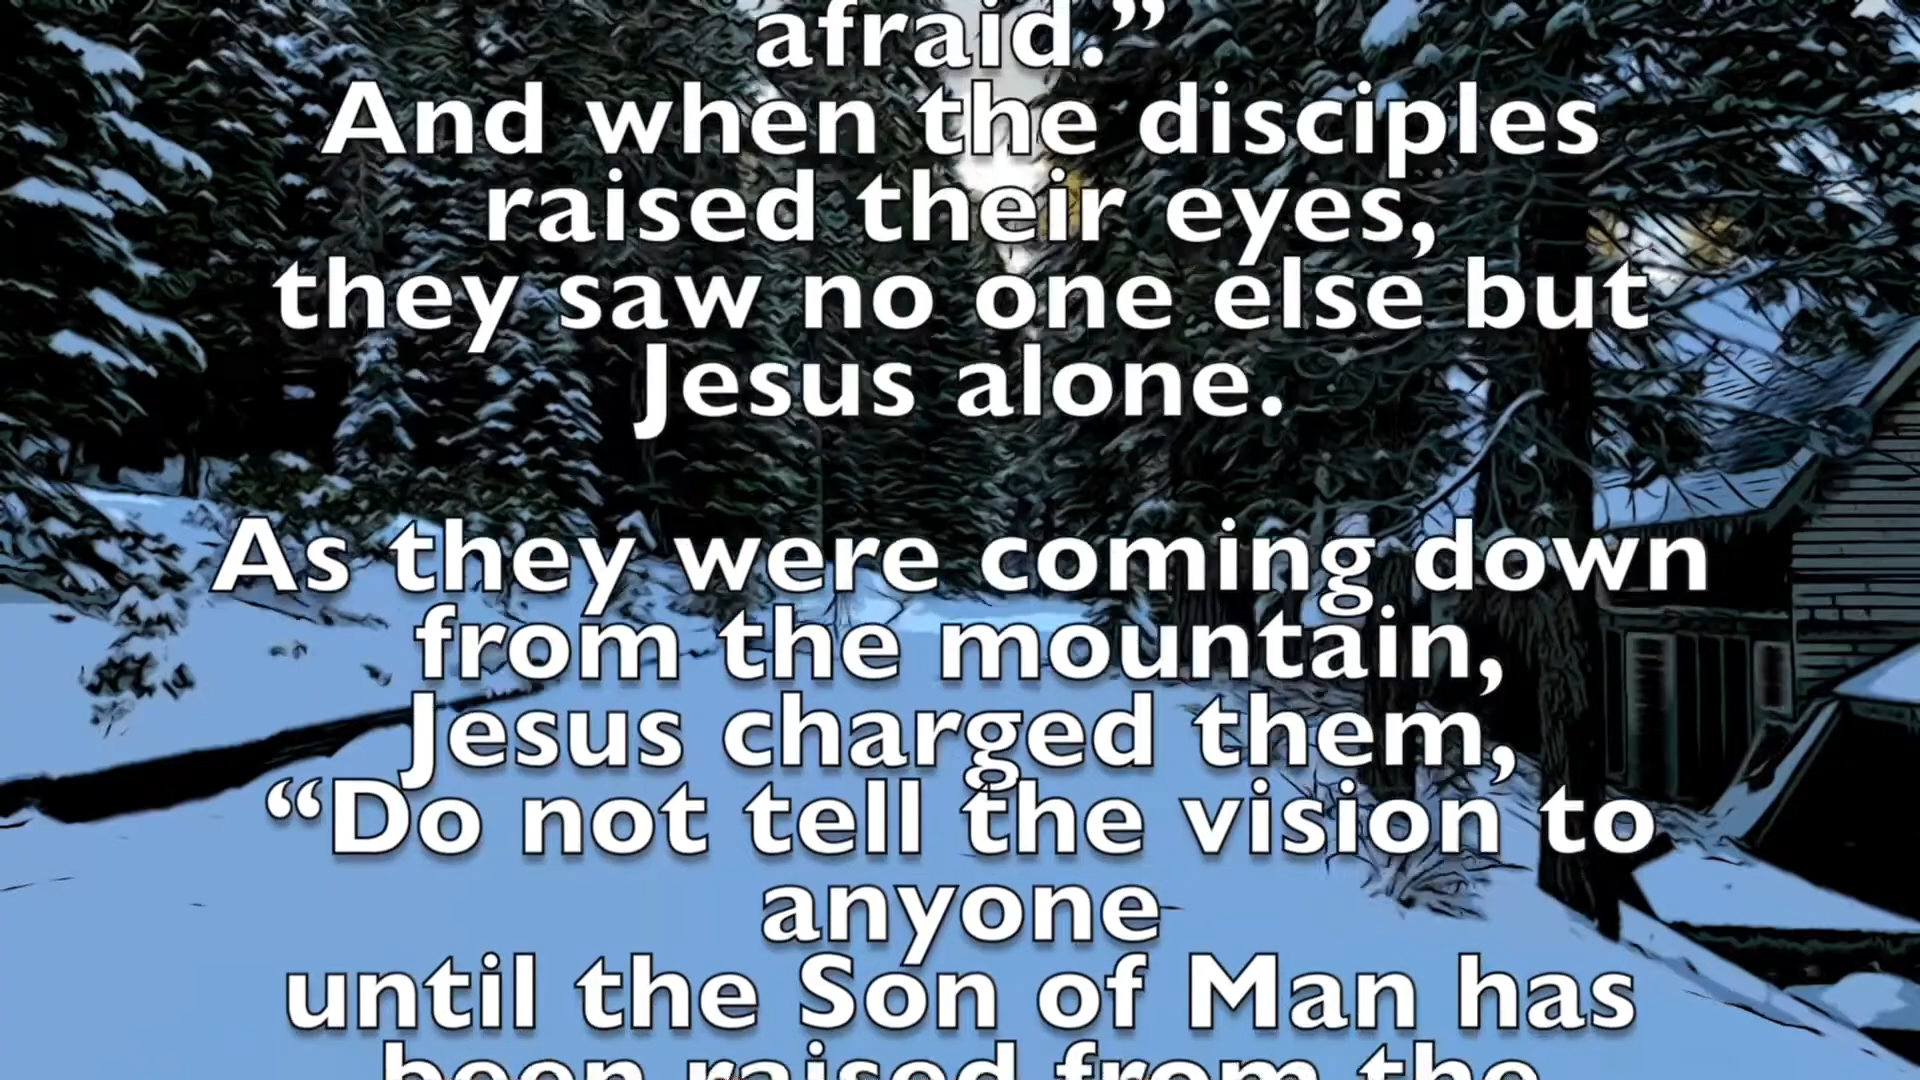 afraid.”
And when the disciples
raised their eyes,
they saw no one else but
Jesus alone.
As they were coming down
from the mountain,
Jesus charged them,
“Do not tell the vision to
anyone
until the Son of Man has
been raised from the